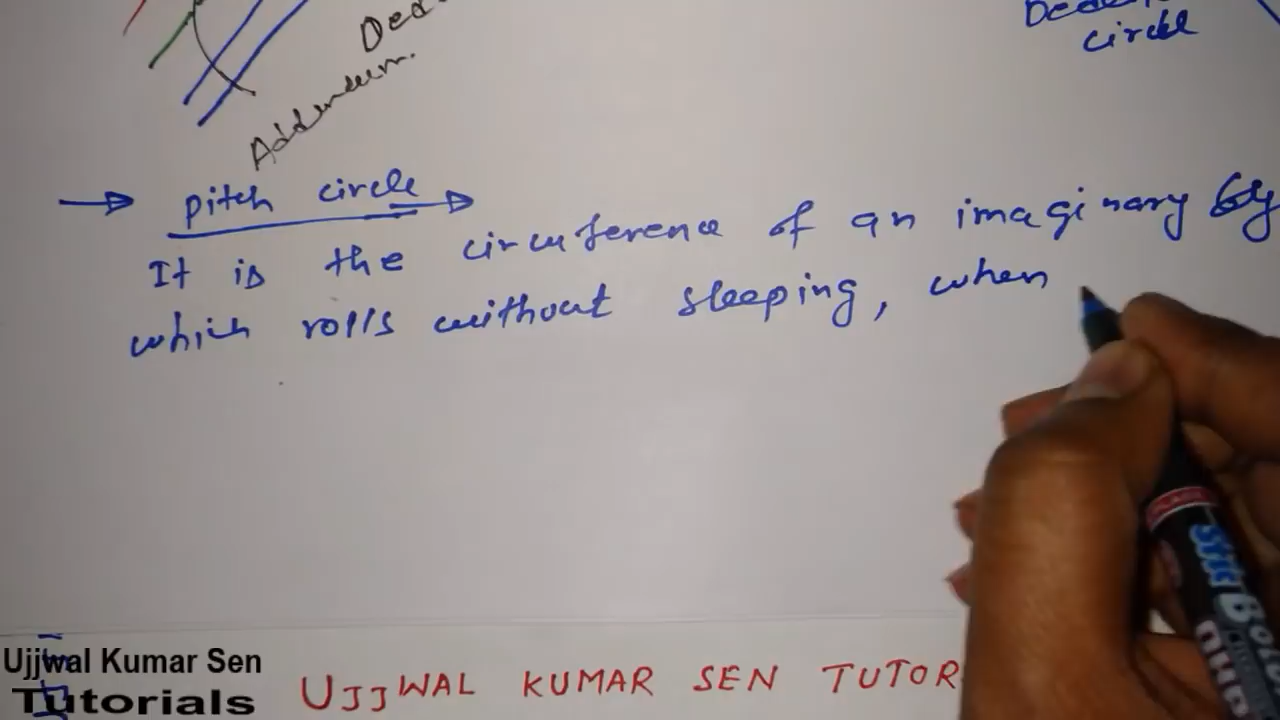 Addendum.
circle
→ pitch circle →
It is the circumference of an imaginary
which rolls without sleeping, when
Ujjwal Kumar Sen
Tutorials
UJJWAL KUMAR SEN TUTOR